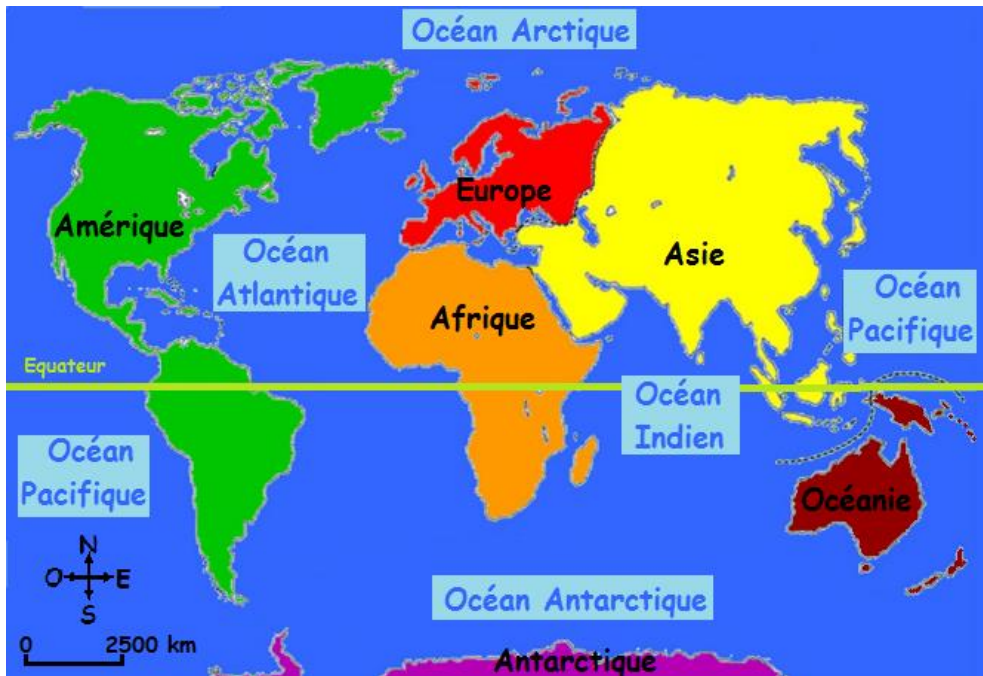 Océan Arctique
Europe
Amérique
Océan
Atlantique
Asie
Afrique
Océan
Pacifique
Equateur
Océan
Indien
Océan
Pacifique
Océanie
N
O E
S
Océan Antarctique
0 2500 km
Antarctique